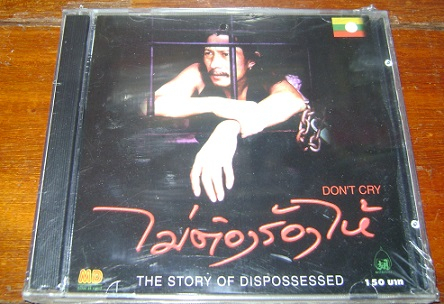 DON'T CRY
ไม่ต้องร้องไห้
MD
THE STORY OF DISPOSSESSED
150 บาท